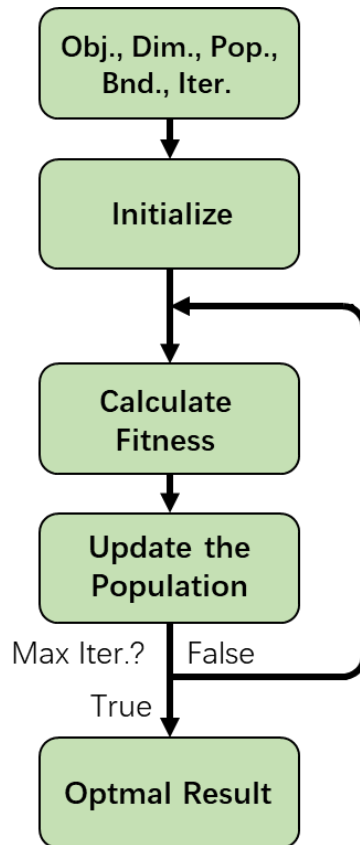 Obj., Dim., Pop.,
Bnd., Iter.
Initialize
Calculate
Fitness
Update the
Population
Max Iter.? False
True
Optmal Result